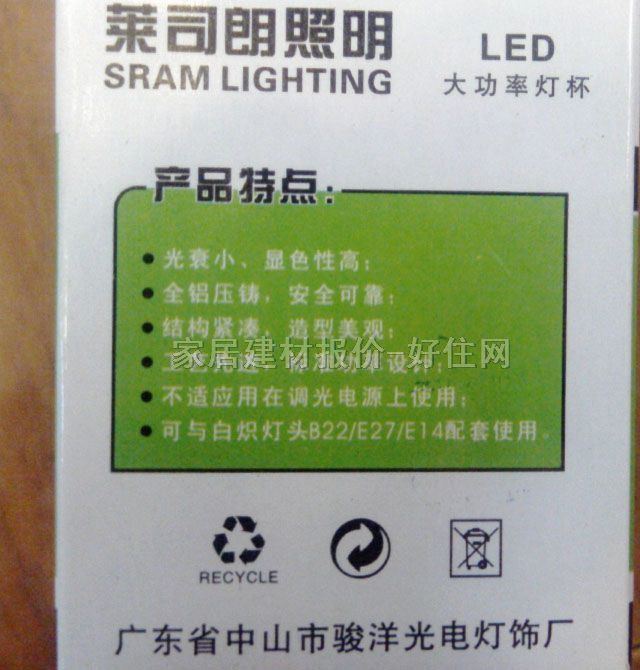 莱司朗照明
SRAM LIGHTING
LED
大功率灯杯
产品特点:
● 光衰小、显色性高;
● 全铝压铸，安全可靠;
● 结构紧凑，造型美观;
家居建材报价-好住网
● 不适应用在调光电源上使用;
● 可与白炽灯头B22/E27/E14配套使用。
RECYCLE
广东省中山市骏洋光电灯饰厂